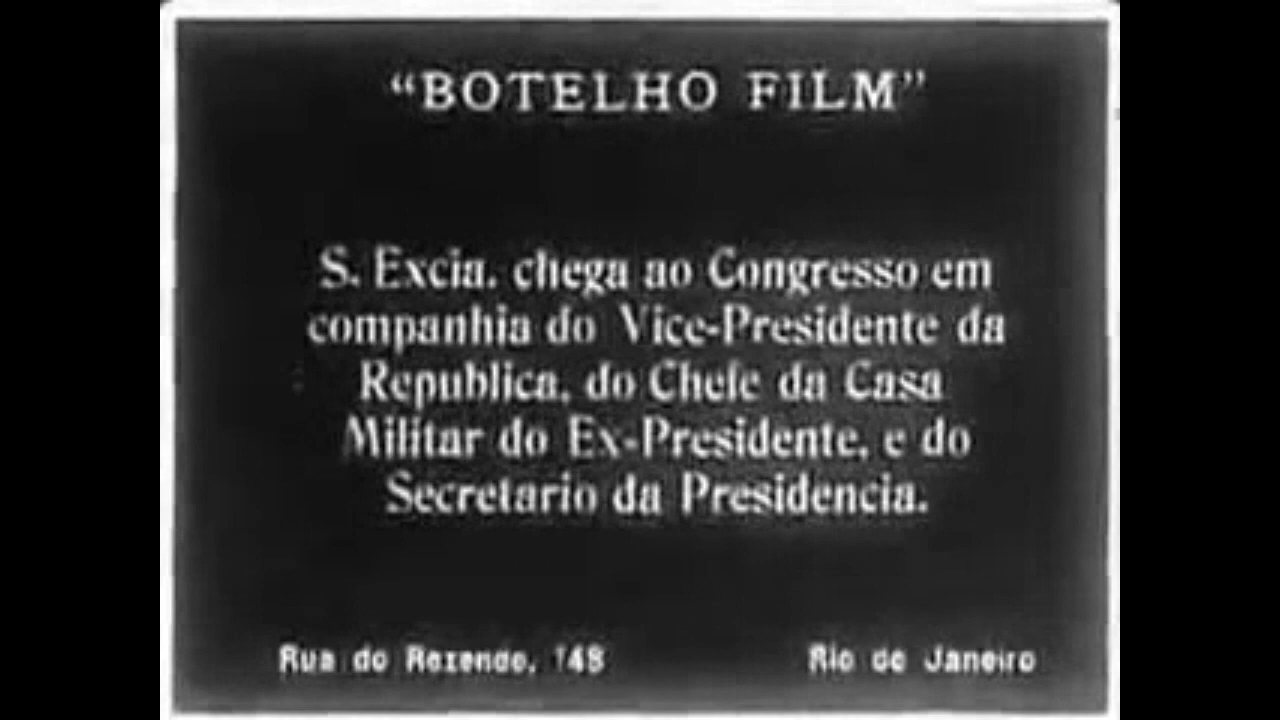 “BOTELHO FILM”
S. Excia. chega ao Congresso em
companhia do Vice-Presidente da
Republica, do Chefe da Casa
Militar do Ex-Presidente, e do
Secretario da Presidencia.
Rua do Rezende, 148
Rio de Janeiro